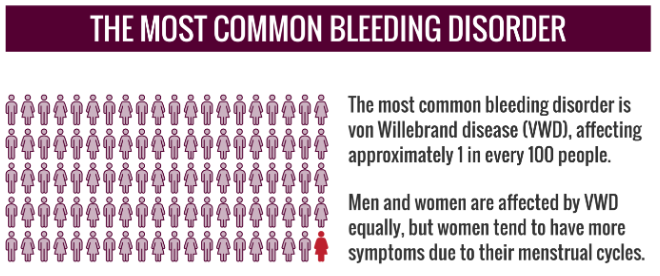 THE MOST COMMON BLEEDING DISORDER
The most common bleeding disorder is
von Willebrand disease (VWD), affecting
approximately 1 in every 100 people.
Men and women are affected by VWD
equally, but women tend to have more
symptoms due to their menstrual cycles.